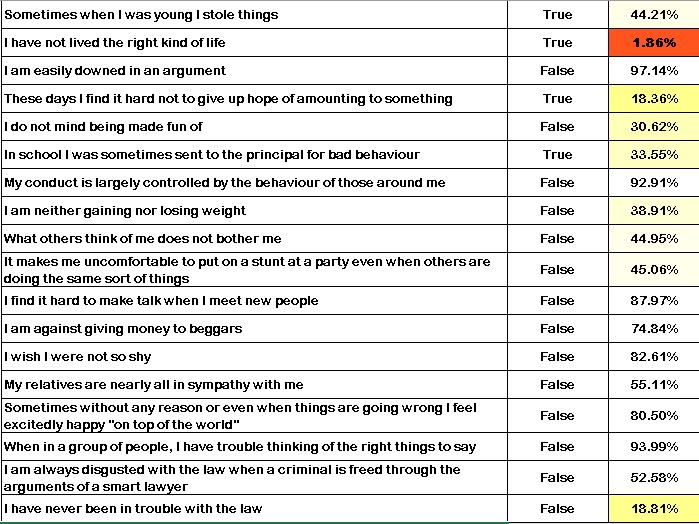 Sometimes when I was young I stole things True 44.21%
I have not lived the right kind of life True 1.86%
I am easily downed in an argument False 97.14%
These days I find it hard not to give up hope of amounting to something True 18.36%
I do not mind being made fun of False 30.62%
In school I was sometimes sent to the principal for bad behaviour True 33.55%
My conduct is largely controlled by the behaviour of those around me False 92.91%
I am neither gaining nor losing weight False 38.91%
What others think of me does not bother me False 44.95%
It makes me uncomfortable to put on a stunt at a party even when others are
doing the same sort of things False 45.06%
I find it hard to make talk when I meet new people False 87.97%
I am against giving money to beggars False 74.84%
I wish I were not so shy False 82.61%
My relatives are nearly all in sympathy with me False 55.11%
Sometimes without any reason or even when things are going wrong I feel
excitedly happy "on top of the world" False 80.50%
When in a group of people, I have trouble thinking of the right things to say False 93.99%
I am always disgusted with the law when a criminal is freed through the
arguments of a smart lawyer False 52.58%
I have never been in trouble with the law False 18.81%